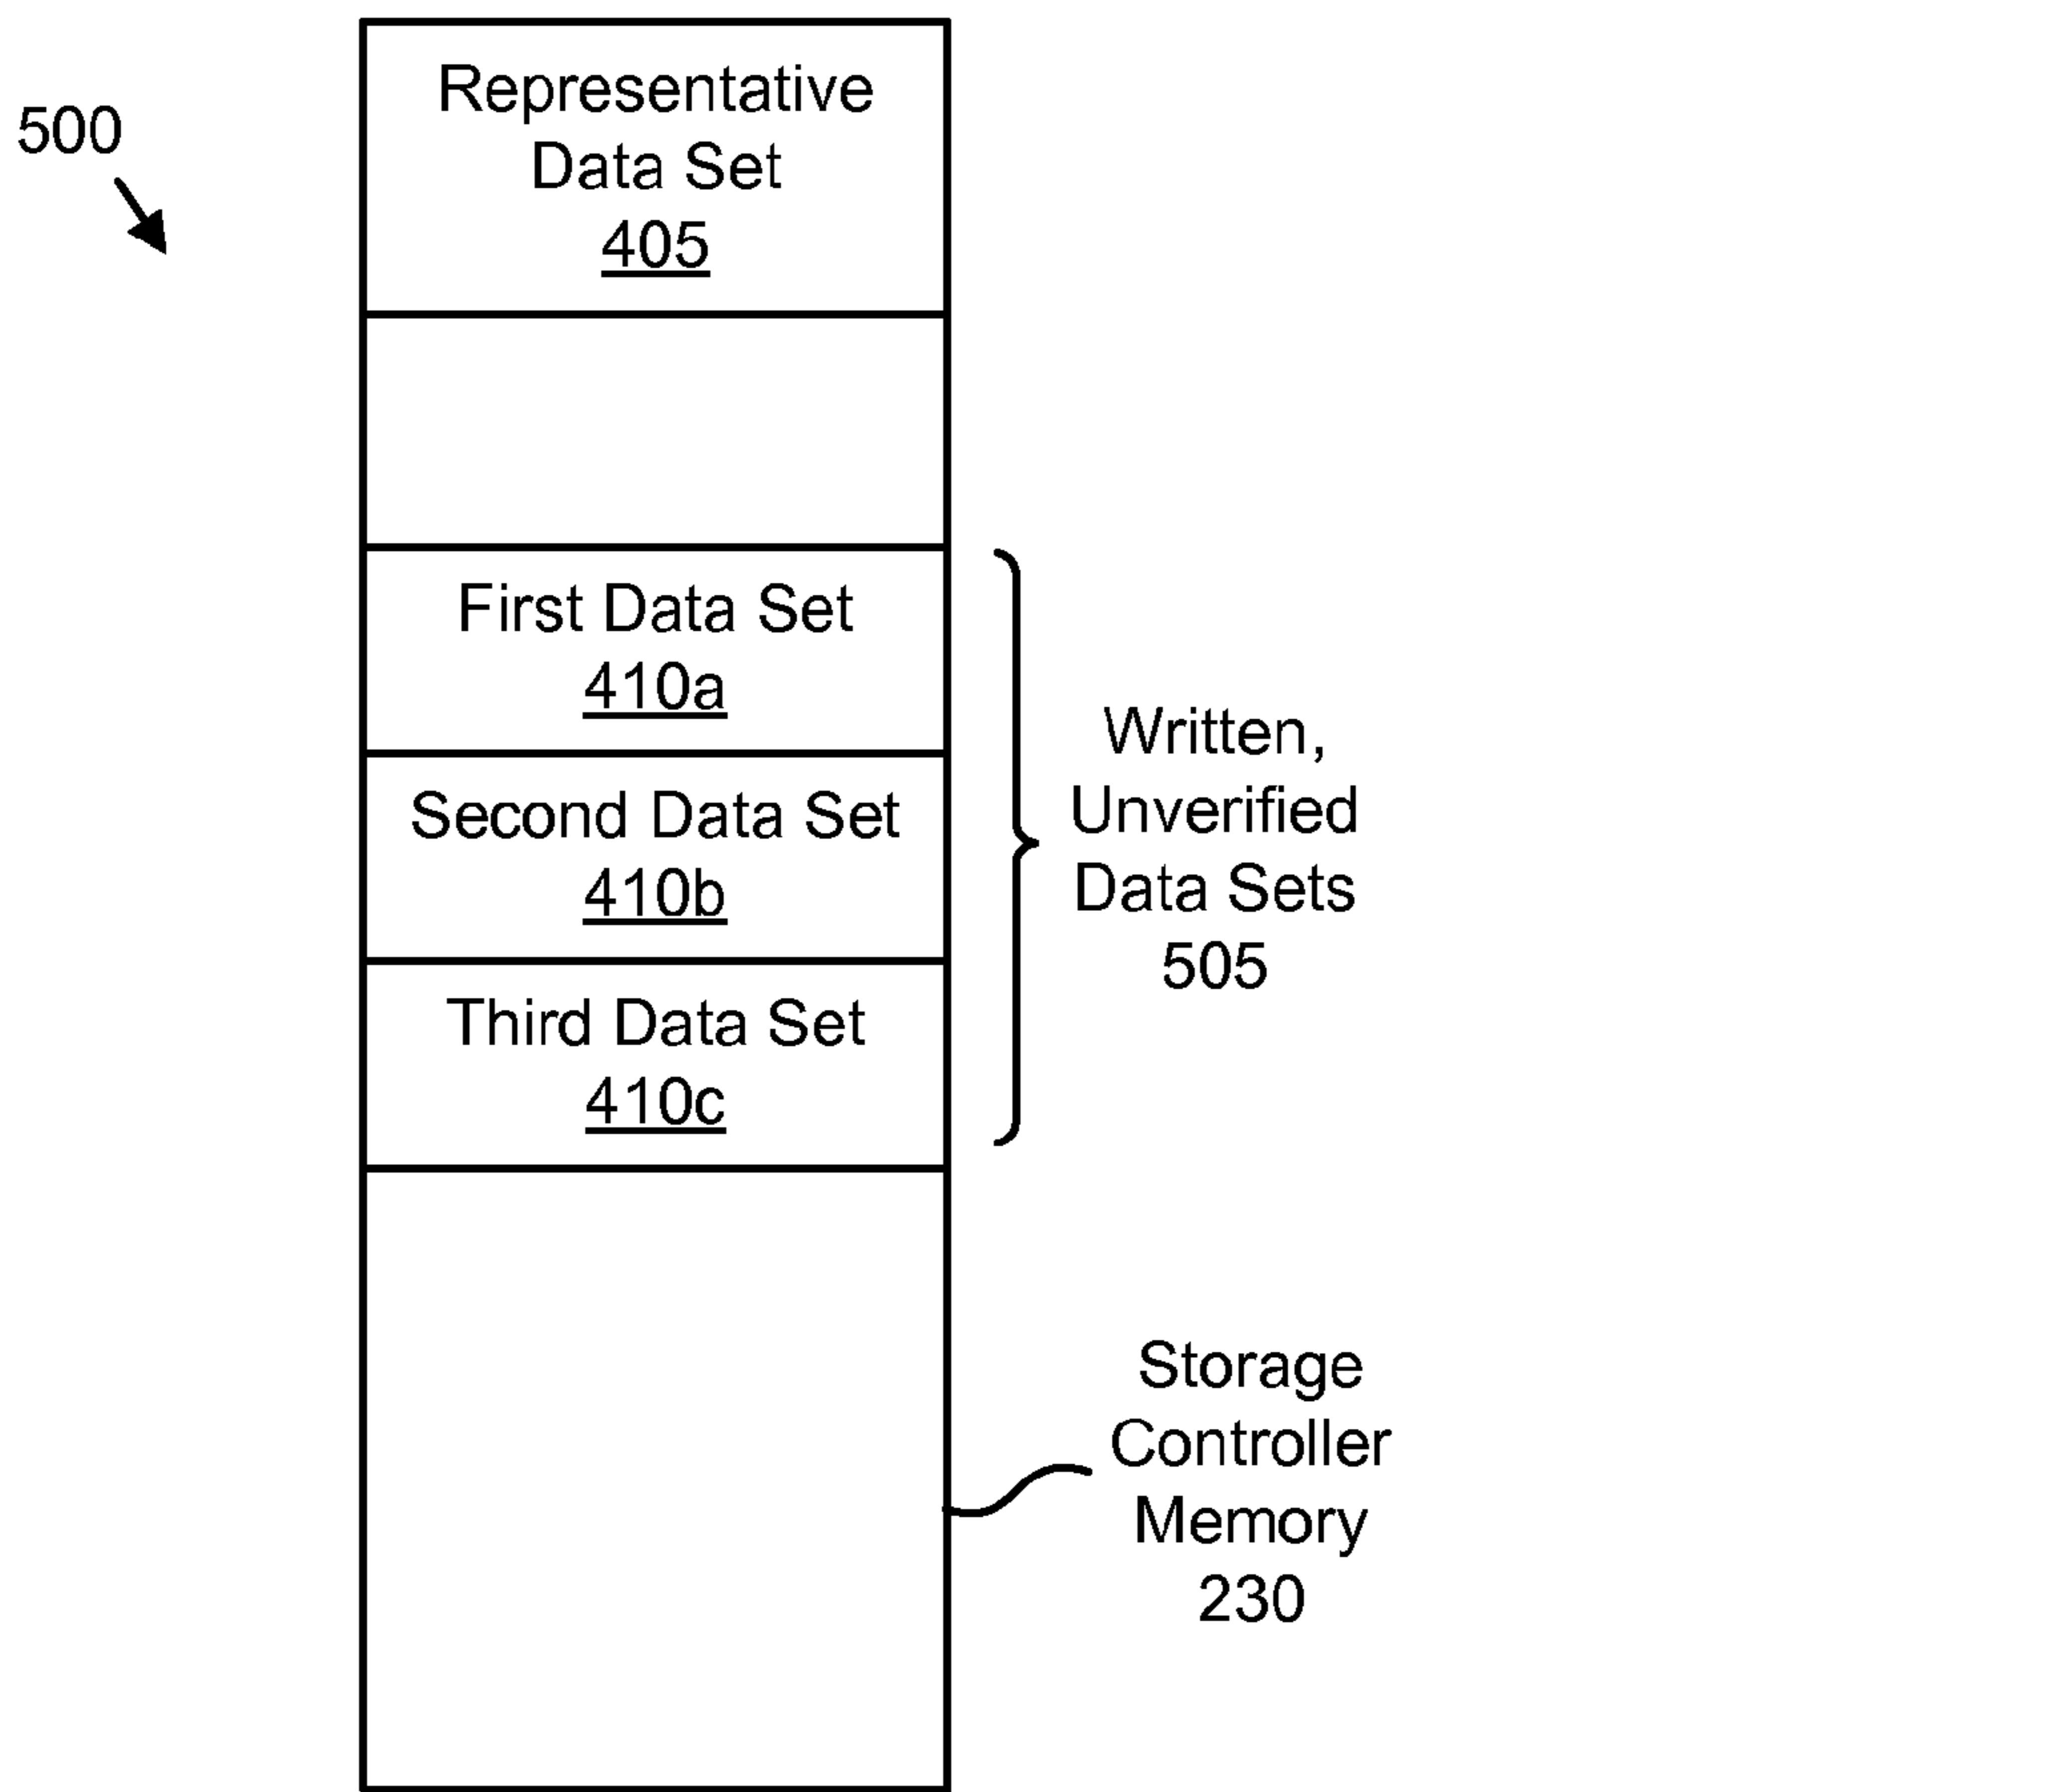 500
Representative
Data Set
405
First Data Set
410a
Second Data Set
410b
Third Data Set
410c
Written,
Unverified
Data Sets
505
Storage
Controller
Memory
230